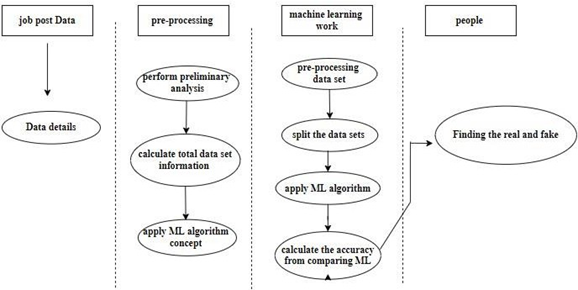 job post Data
pre-processing
machine learning
work
people
Data details
perform preliminary
analysis
calculate total data set
information
apply ML algorithm
concept
pre-processing
data set
split the data sets
apply ML algorithm
calculate the accuracy
from comparing ML
Finding the real and fake